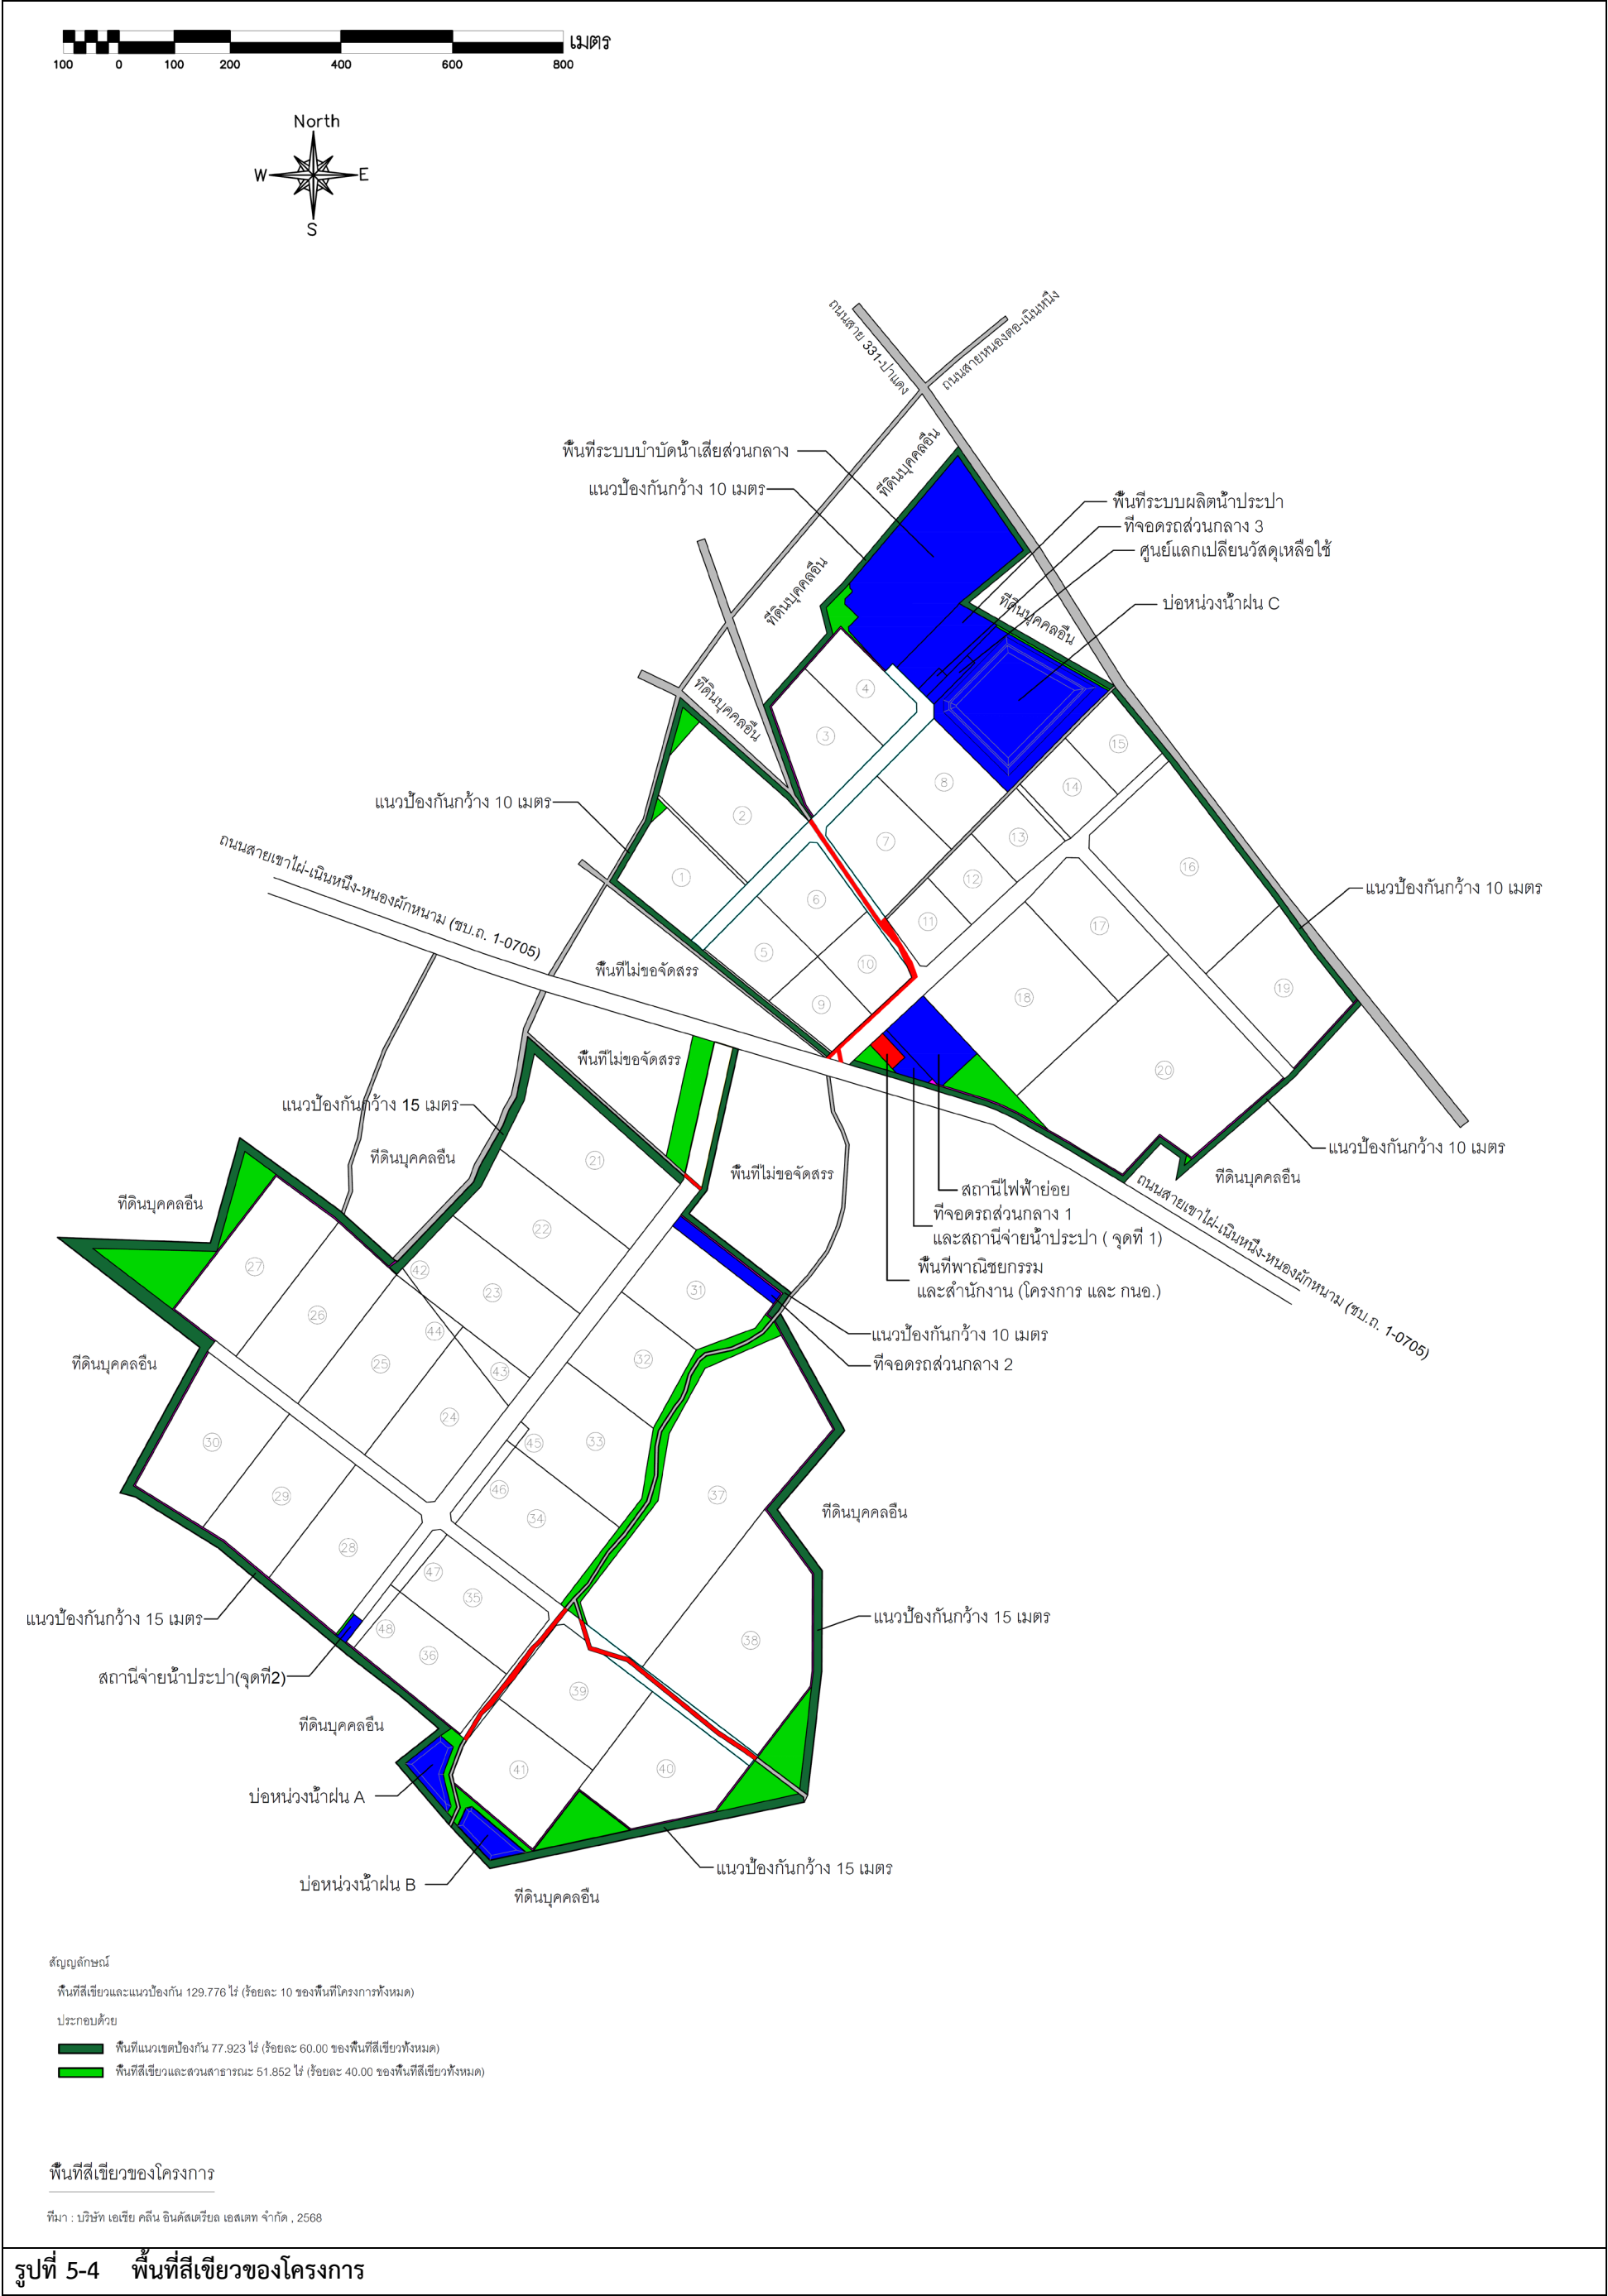 เมตร
100 0 100 200 400 600 800
North
W E
S
ถนนสาย 331-ป่าแดง
ถนนสายหนองตอ-เนินหนึง
ที่ดินบุคคลอื่น
พื้นที่ระบบบำบัดน้ำเสียส่วนกลาง
แนวป้องกันกว้าง 10 เมตร
พื้นที่ระบบผลิตน้ำประปา
ที่จอดรถส่วนกลาง 3
ศูนย์แลกเปลี่ยนวัสดุเหลือใช้
ที่ดินบุคคลอื่น
ที่ดินบุคคลอื่น
บ่อหน่วงน้ำฝน C
ที่ดินบุคคลอื่น
4
3
15
8
14
2
แนวป้องกันกว้าง 10 เมตร
7
13
16
1
12
6
11
17
แนวป้องกันกว้าง 10 เมตร
ถนนสายเขาไผ่-เนินหนึง-หนองผักหนาม (ชบ.ถ. 1-0705)
5
10
9
18
19
พื้นที่ไม่ขอจัดสรร
พื้นที่ไม่ขอจัดสรร
20
แนวป้องกันกว้าง 15 เมตร
แนวป้องกันกว้าง 10 เมตร
ที่ดินบุคคลอื่น
21
พื้นที่ไม่ขอจัดสรร
ที่ดินบุคคลอื่น
สถานีไฟฟ้าย่อย
ที่จอดรถส่วนกลาง 1
และสถานีจ่ายน้ำประปา ( จุดที่ 1)
พื้นที่พาณิชยกรรม
และสำนักงาน (โครงการ และ กนอ.)
ถนนสายเขาไผ่-เนินหนึง-หนองผักหนาม (ชบ.ถ. 1-0705)
ที่ดินบุคคลอื่น
22
27
42
23
31
26
44
แนวป้องกันกว้าง 10 เมตร
ที่จอดรถส่วนกลาง 2
ที่ดินบุคคลอื่น
25
43
32
24
30
45
33
29
46
37
34
ที่ดินบุคคลอื่น
28
47
35
แนวป้องกันกว้าง 15 เมตร
48
36
38
แนวป้องกันกว้าง 15 เมตร
สถานีจ่ายน้ำประปา(จุดที่2)
39
ที่ดินบุคคลอื่น
41
40
บ่อหน่วงน้ำฝน A
แนวป้องกันกว้าง 15 เมตร
บ่อหน่วงน้ำฝน B
ที่ดินบุคคลอื่น
สัญญลักษณ์
พื้นที่สีเขียวและแนวป้องกัน 129.776 ไร่ (ร้อยละ 10 ของพื้นที่โครงการทั้งหมด)
ประกอบด้วย
พื้นที่แนวเขตป้องกัน 77.923 ไร่ (ร้อยละ 60.00 ของพื้นที่สีเขียวทั้งหมด)
พื้นที่สีเขียวและสวนสาธารณะ 51.852 ไร่ (ร้อยละ 40.00 ของพื้นที่สีเขียวทั้งหมด)
พื้นที่สีเขียวของโครงการ
ที่มา : บริษัท เอเชีย คลีน อินดัสเตรียล เอสเตท จำกัด , 2568
รูปที่ 5-4 พื้นที่สีเขียวของโครงการ